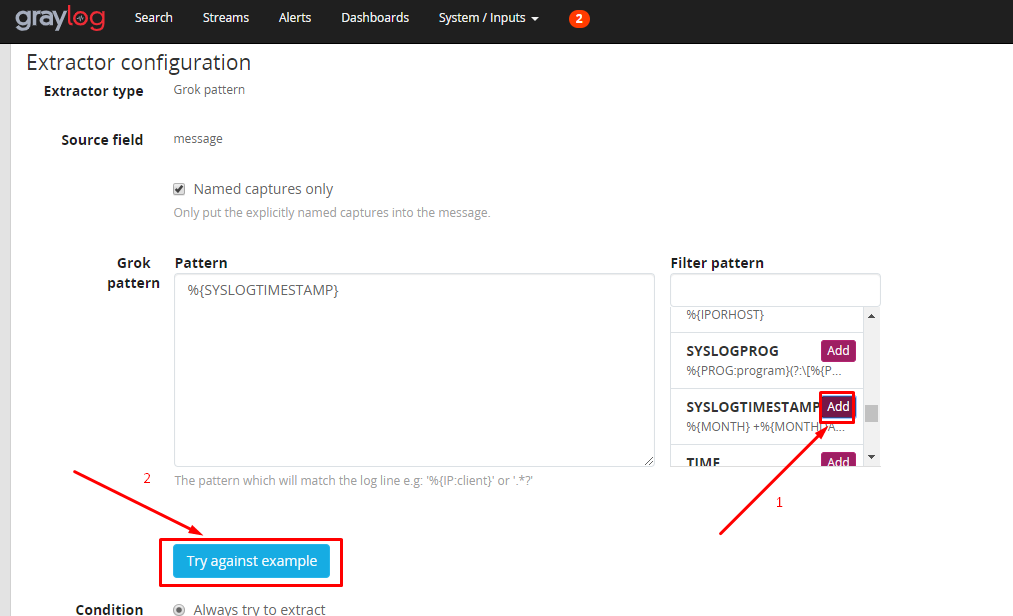 graylog
Search
Streams
Alerts
Dashboards
System / Inputs
2
Extractor configuration
Extractor type
Grok pattern
Source field
message
Named captures only
Only put the explicitly named captures into the message.
Grok
pattern
Pattern
%{SYSLOGTIMESTAMP}
The pattern which will match the log line e.g: '%{IP:client}' or '.*?'
Filter pattern
%{IPORHOST}
SYSLOGPROG
Add
%{PROG:program}(?:\[%{P...
SYSLOGTIMESTAMP
Add
%{MONTH} +%{MONTHDA...
TIME
Add
1
2
Try against example
Condition
Always try to extract